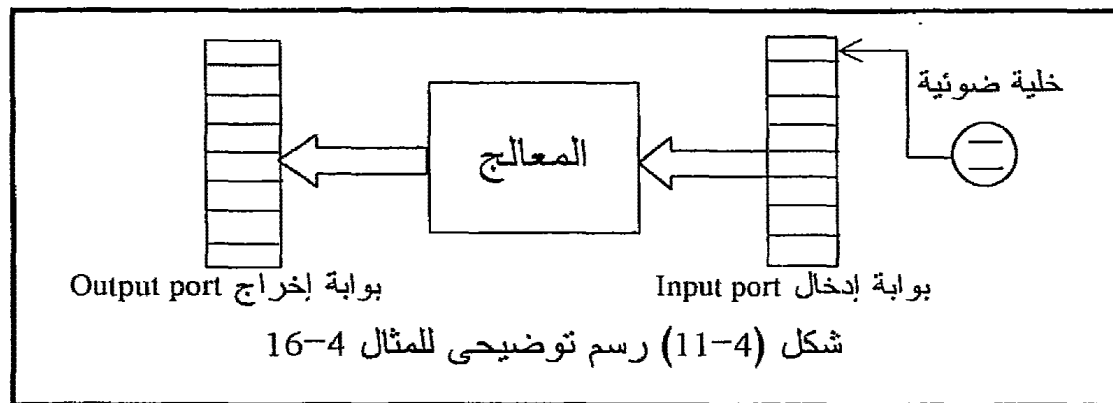 خلية ضوئية
المعالج
بوابة إدخال Input port
بوابة إخراج Output port
شكل (4-11) رسم توضيحى للمثال 4-16